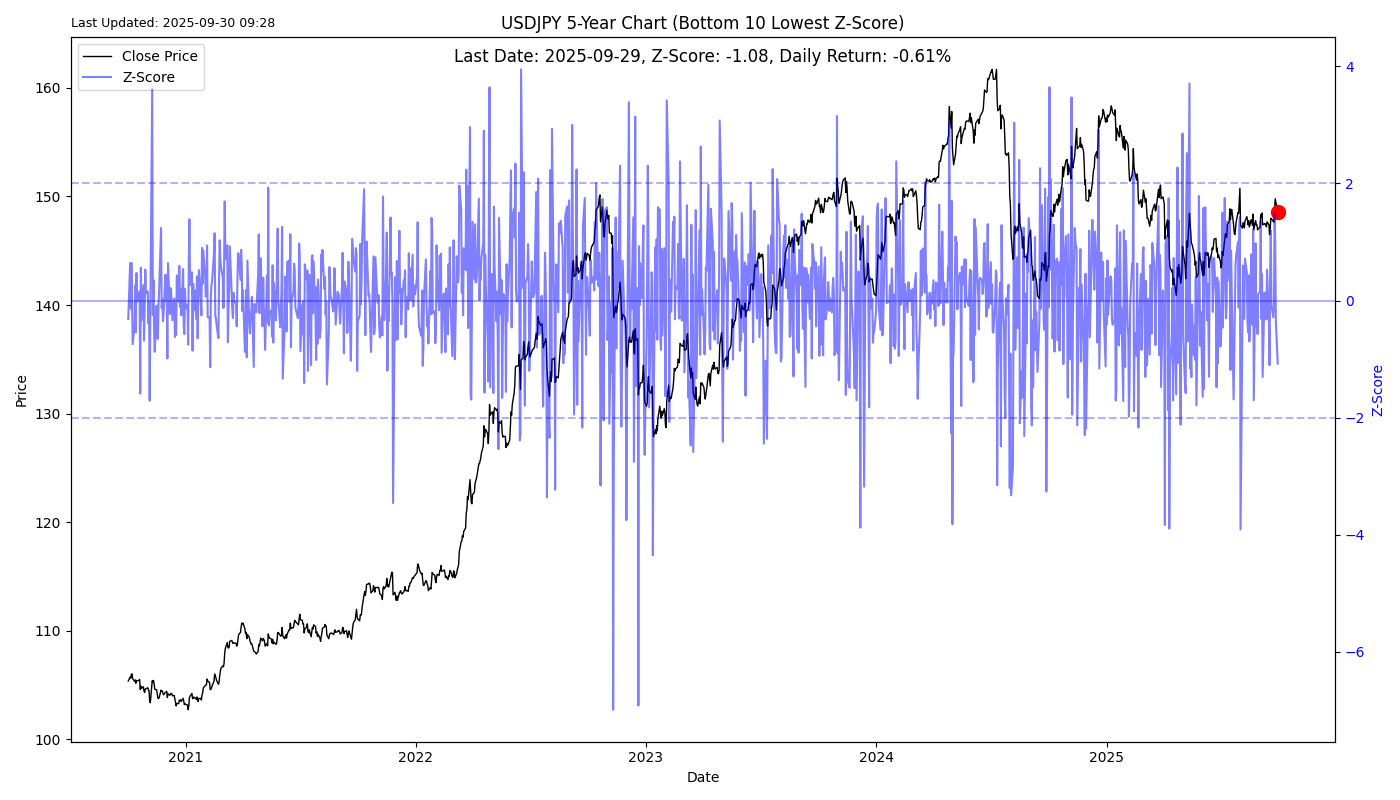 Last Updated: 2025-09-30 09:28
USDJPY 5-Year Chart (Bottom 10 Lowest Z-Score)
Last Date: 2025-09-29, Z-Score: -1.08, Daily Return: -0.61%
Close Price
Z-Score
160
150
140
130
120
110
100
Price
4
2
0
−2
−4
−6
Z-Score
2021
2022
2023
2024
2025
Date